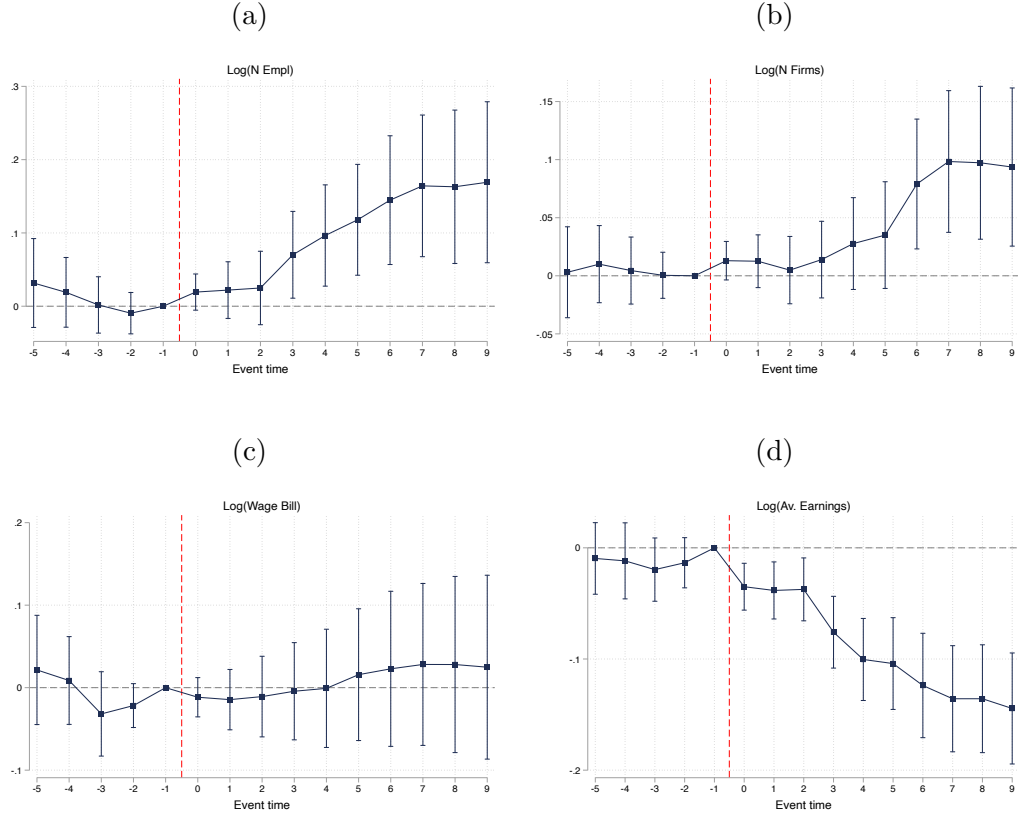 (a)
Log(N Empl)
.3
.2
.1
0
-5 -4 -3 -2 -1 0 1 2 3 4 5 6 7 8 9
Event time
(b)
Log(N Firms)
.15
.1
.05
0
-.05
-5 -4 -3 -2 -1 0 1 2 3 4 5 6 7 8 9
Event time
(c)
Log(Wage Bill)
.2
.1
0
-.1
-5 -4 -3 -2 -1 0 1 2 3 4 5 6 7 8 9
Event time
(d)
Log(Av. Earnings)
0
-.1
-.2
-5 -4 -3 -2 -1 0 1 2 3 4 5 6 7 8 9
Event time